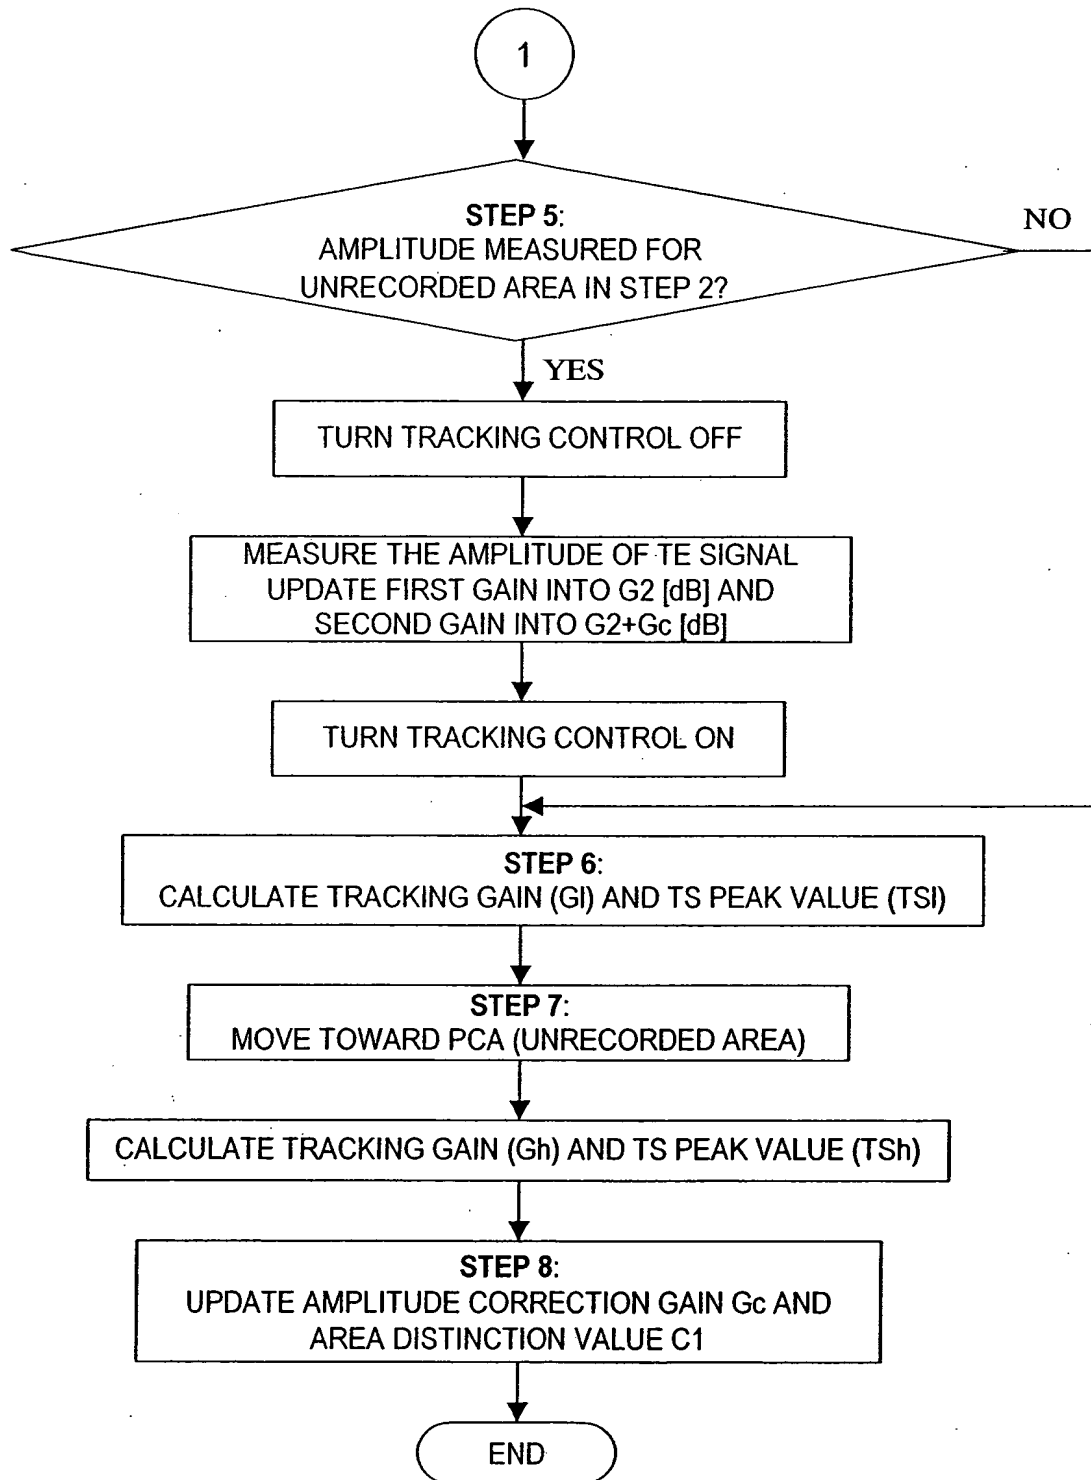 1
STEP 5:
AMPLITUDE MEASURED FOR
UNRECORDED AREA IN STEP 2?
NO
YES
TURN TRACKING CONTROL OFF
MEASURE THE AMPLITUDE OF TE SIGNAL
UPDATE FIRST GAIN INTO G2 [dB] AND
SECOND GAIN INTO G2+Gc [dB]
TURN TRACKING CONTROL ON
STEP 6:
CALCULATE TRACKING GAIN (Gl) AND TS PEAK VALUE (TSl)
STEP 7:
MOVE TOWARD PCA (UNRECORDED AREA)
CALCULATE TRACKING GAIN (Gh) AND TS PEAK VALUE (TSh)
STEP 8:
UPDATE AMPLITUDE CORRECTION GAIN Gc AND
AREA DISTINCTION VALUE C1
END